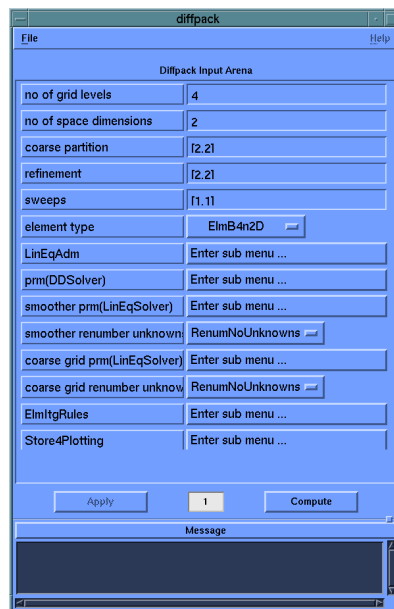 diffpack
File Help
Diffpack Input Arena
no of grid levels 4
no of space dimensions 2
coarse partition [2,2]
refinement [2,2]
sweeps [1,1]
element type ElmB4n2D
LinEqAdm Enter sub menu ...
prm(DDSolver) Enter sub menu ...
smoother prm(LinEqSolver) Enter sub menu ...
smoother renumber unknowns RenumNoUnknowns
coarse grid prm(LinEqSolver) Enter sub menu ...
coarse grid renumber unknow RenumNoUnknowns
ElmItgRules Enter sub menu ...
Store4Plotting Enter sub menu ...
Apply 1 Compute
Message